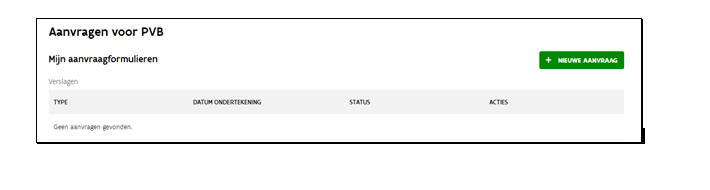 Aanvragen voor PVB
Mijn aanvraagformulieren
+ NIEUWE AANVRAAG
Verslagen
TYPE DATUM ONDERTEKENING STATUS ACTIES
Geen aanvragen gevonden.